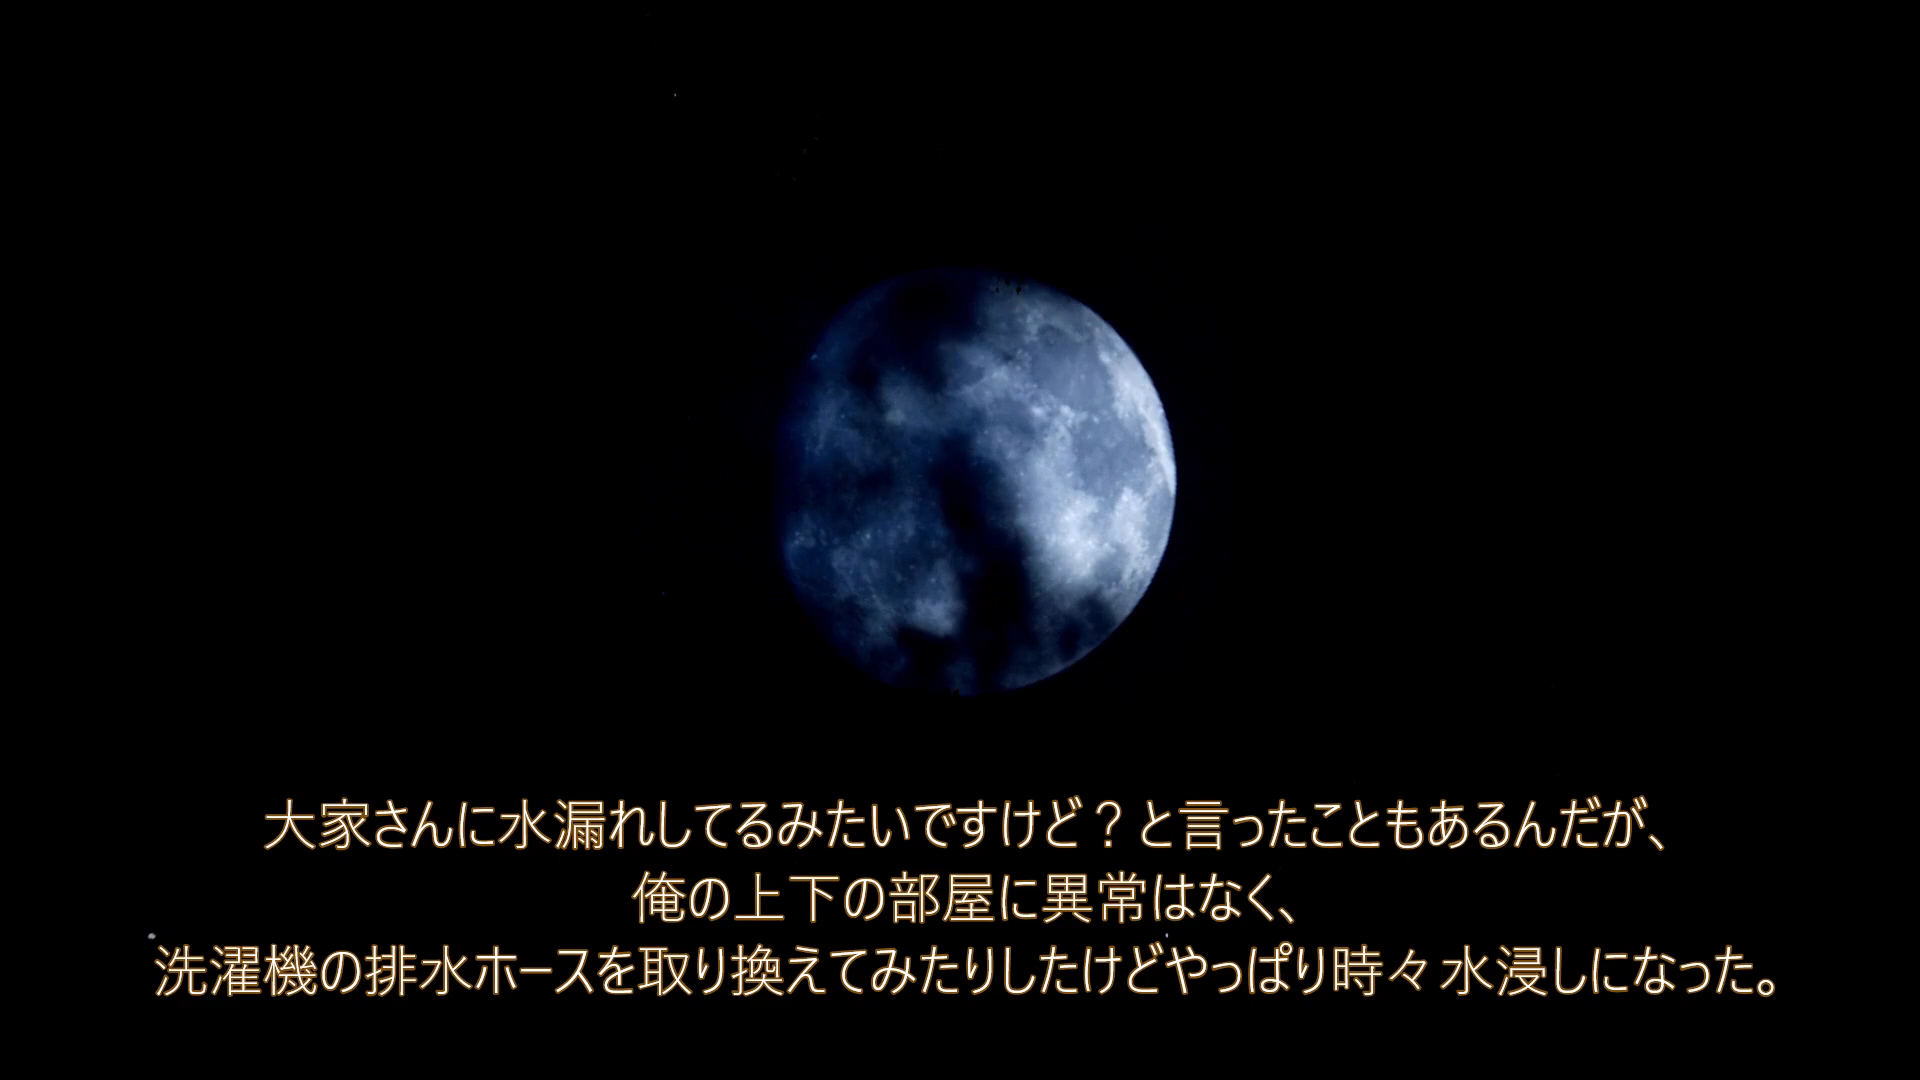 大家さんに水漏れしてるみたいですけど？と言ったこともあるんだが、
俺の上下の部屋に異常はなく、
洗濯機の排水ホースを取り換えてみたりしたけどやっぱり時々水浸しになった。